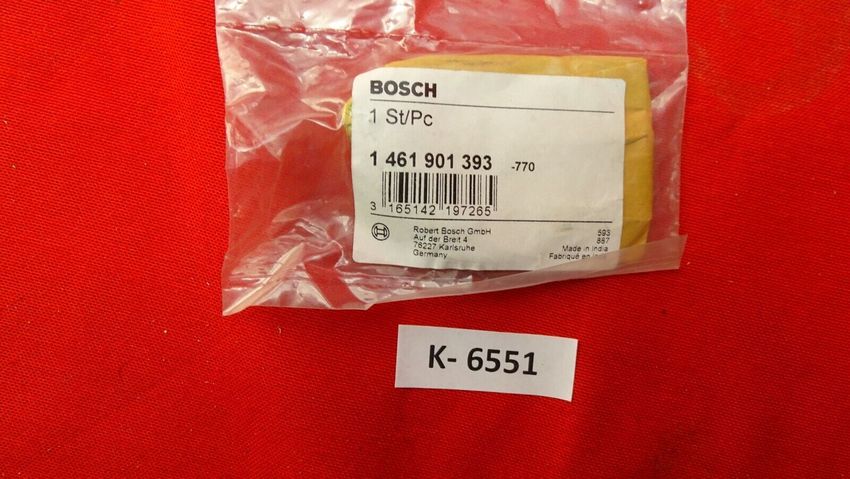 BOSCH
1 St/Pc
1 461 901 393 -770
3 165142 197265
Robert Bosch GmbH
Auf der Breit 4
76227 Karlsruhe
Germany
593
887
Made in India
Fabriqué en Inde
K- 6551